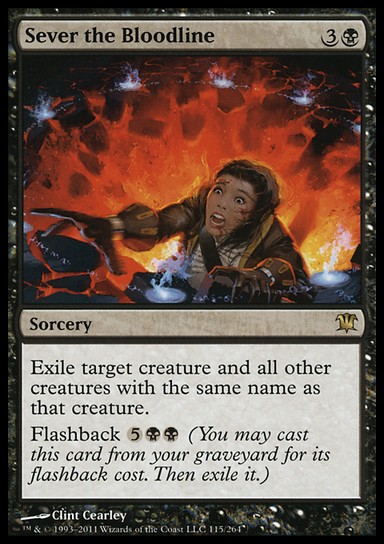 Sever the Bloodline 3
Sorcery
Exile target creature and all other
creatures with the same name as
that creature.
Flashback 5 (You may cast
this card from your graveyard for its
flashback cost. Then exile it.)
Clint Cearley
™ & © 1993–2011 Wizards of the Coast LLC 115/264